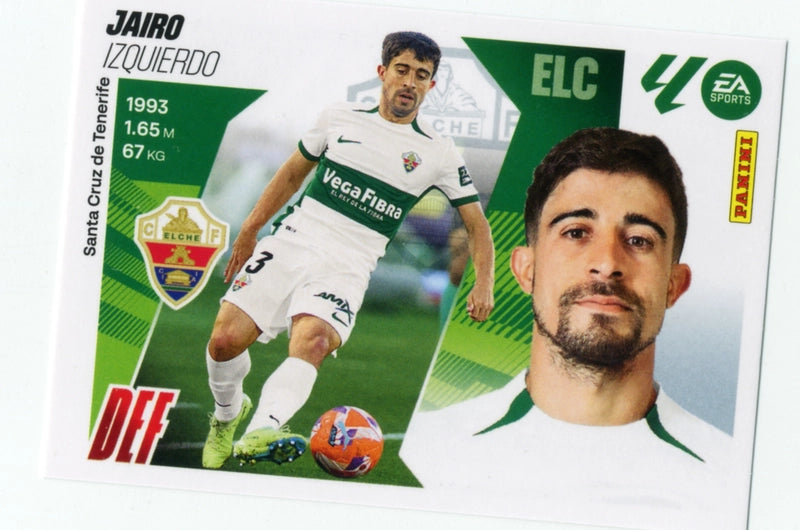 JAIRO
IZQUIERDO
1993
1.65 M
67 KG
Santa Cruz de Tenerife
ELCHE
C F
DEF
ELCHE
VEGAFIBRA
EL REY DE LA FIBRA
3
ELC
EA
SPORTS
PANINI